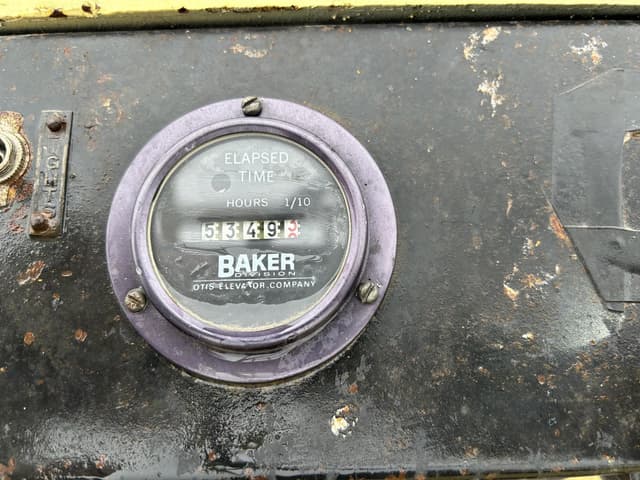 ELAPSED
TIME
HOURS 1/10
5349
BAKER
DIVISION
OTIS ELEVATOR COMPANY